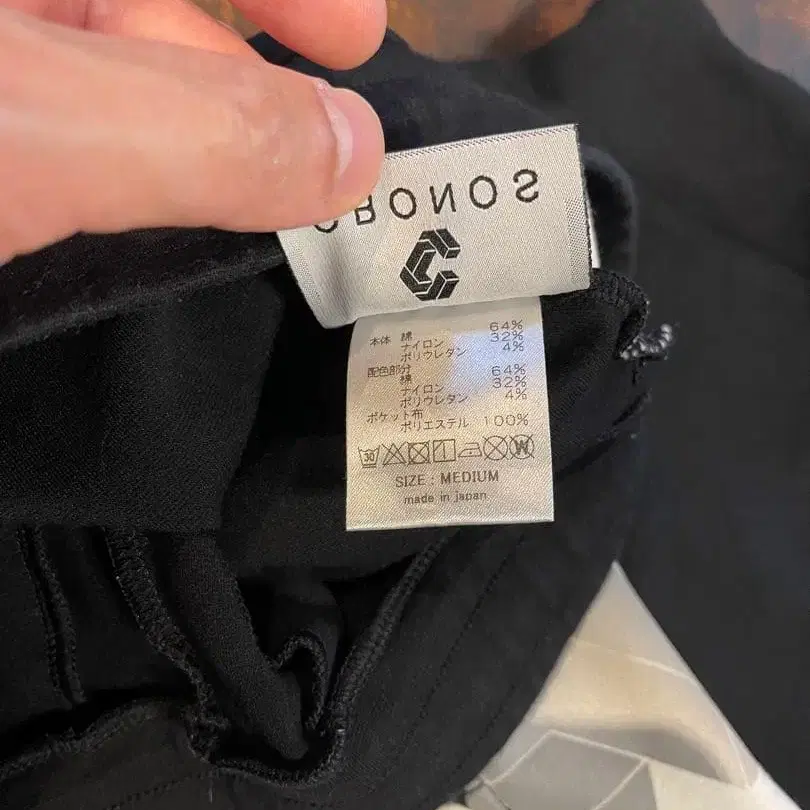 CRONOS
本体 綿 64%
ナイロン 32%
ポリウレタン 4%
配色部分
綿 64%
ナイロン 32%
ポリウレタン 4%
ポケット布
ポリエステル 100%
30 W
SIZE : MEDIUM
made in japan